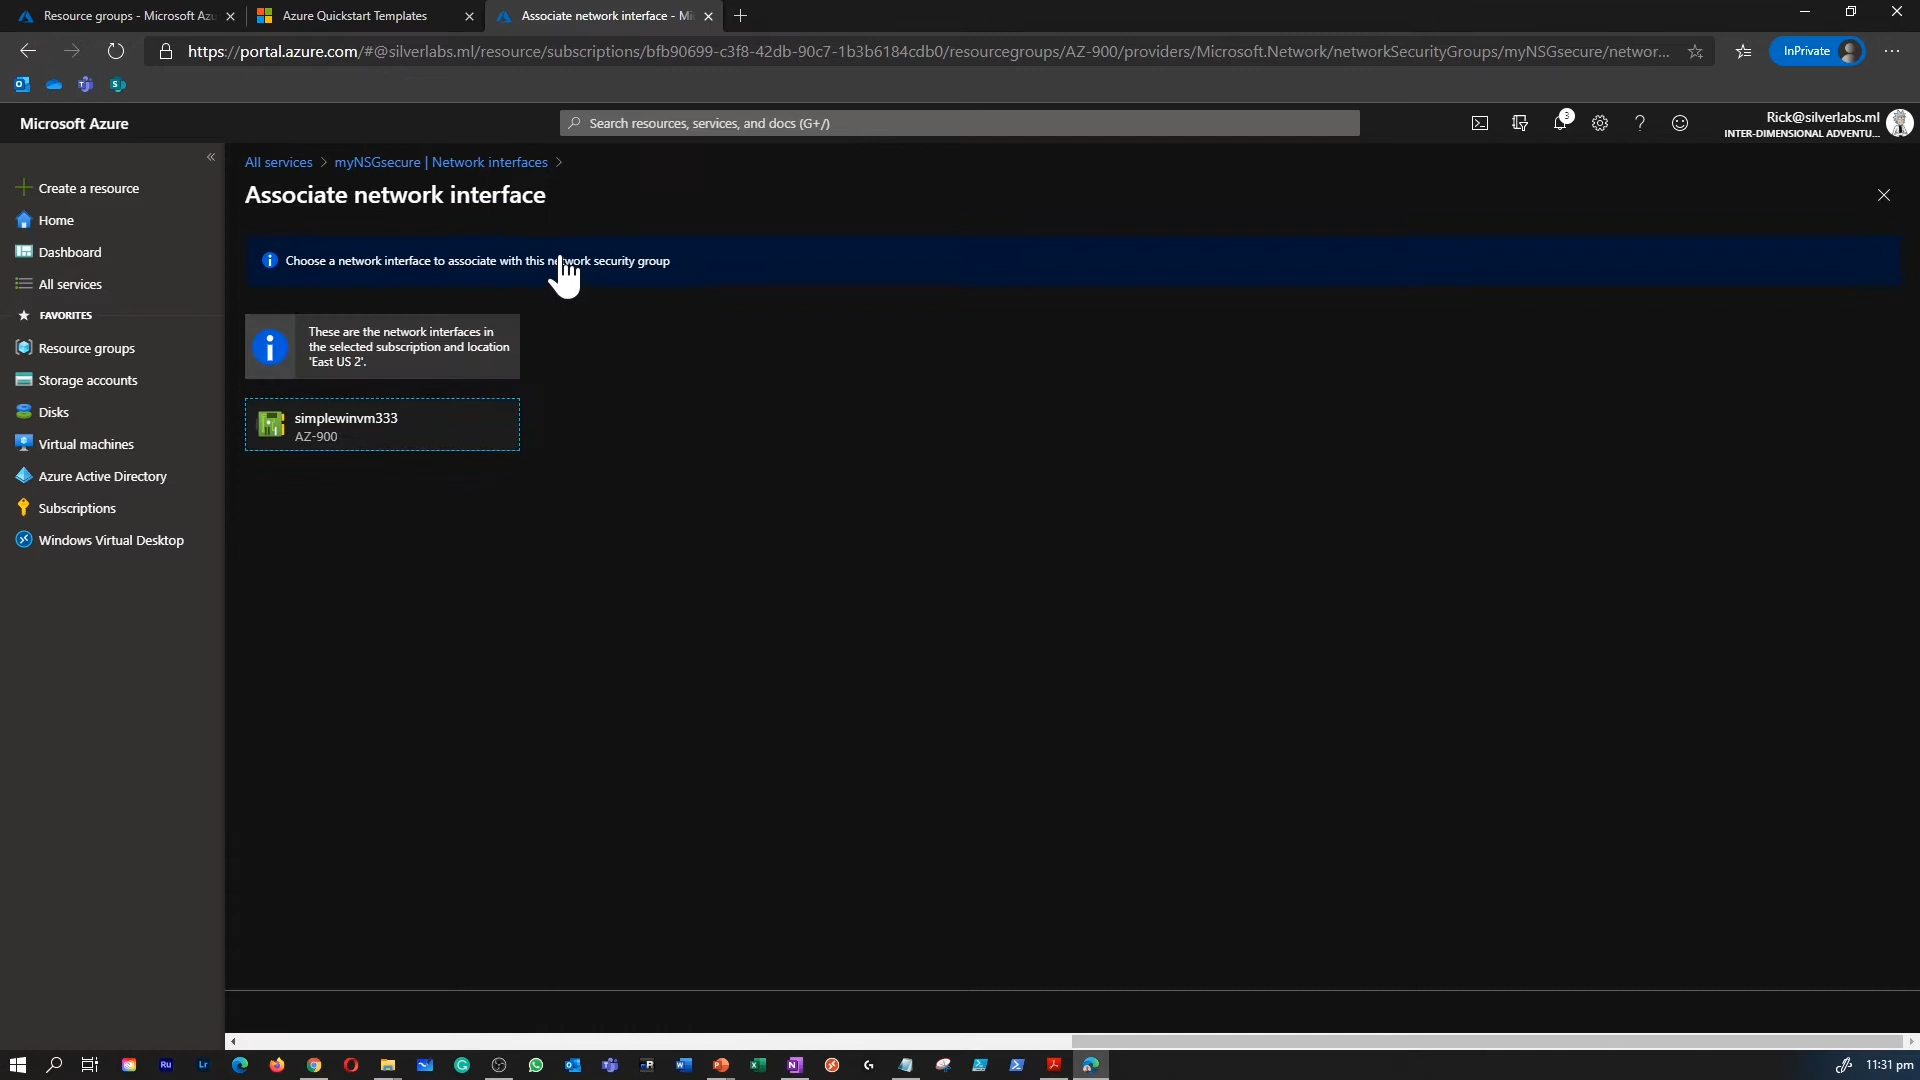 Resource groups - Microsoft Azu
Azure Quickstart Templates
Associate network interface - Mi
https://portal.azure.com/#@silverlabs.ml/resource/subscriptions/bfb90699-c3f8-42db-90c7-1b3b6184cdb0/resourcegroups/AZ-900/providers/Microsoft.Network/networkSecurityGroups/myNSGsecure/networ...
InPrivate
Microsoft Azure
Search resources, services, and docs (G+/)
3
Rick@silverlabs.ml
INTER-DIMENSIONAL ADVENTU...
Create a resource
Home
Dashboard
All services
FAVORITES
Resource groups
Storage accounts
Disks
Virtual machines
Azure Active Directory
Subscriptions
Windows Virtual Desktop
All services > myNSGsecure | Network interfaces >
Associate network interface
Choose a network interface to associate with this network security group
These are the network interfaces in
the selected subscription and location
'East US 2'.
simplewinvm333
AZ-900
11:31 pm